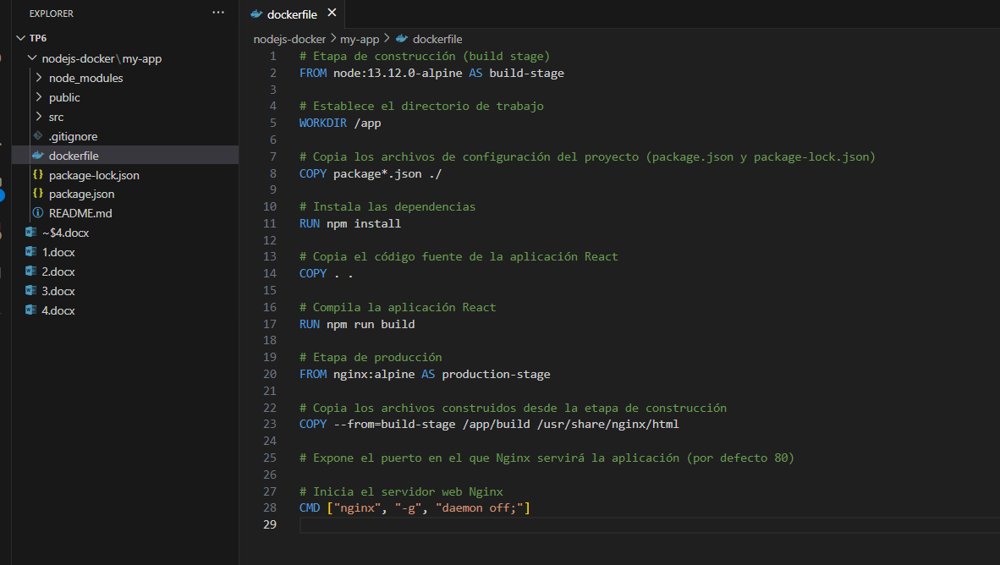 EXPLORER
TP6
nodejs-docker\my-app
node_modules
public
src
.gitignore
dockerfile
package-lock.json
package.json
README.md
~$4.docx
1.docx
2.docx
3.docx
4.docx
dockerfile
nodejs-docker > my-app > dockerfile
1 # Etapa de construcción (build stage)
2 FROM node:13.12.0-alpine AS build-stage
3
4 # Establece el directorio de trabajo
5 WORKDIR /app
6
7 # Copia los archivos de configuración del proyecto (package.json y package-lock.json)
8 COPY package*.json ./
9
10 # Instala las dependencias
11 RUN npm install
12
13 # Copia el código fuente de la aplicación React
14 COPY . .
15
16 # Compila la aplicación React
17 RUN npm run build
18
19 # Etapa de producción
20 FROM nginx:alpine AS production-stage
21
22 # Copia los archivos construidos desde la etapa de construcción
23 COPY --from=build-stage /app/build /usr/share/nginx/html
24
25 # Expone el puerto en el que Nginx servirá la aplicación (por defecto 80)
26
27 # Inicia el servidor web Nginx
28 CMD ["nginx", "-g", "daemon off;"]
29